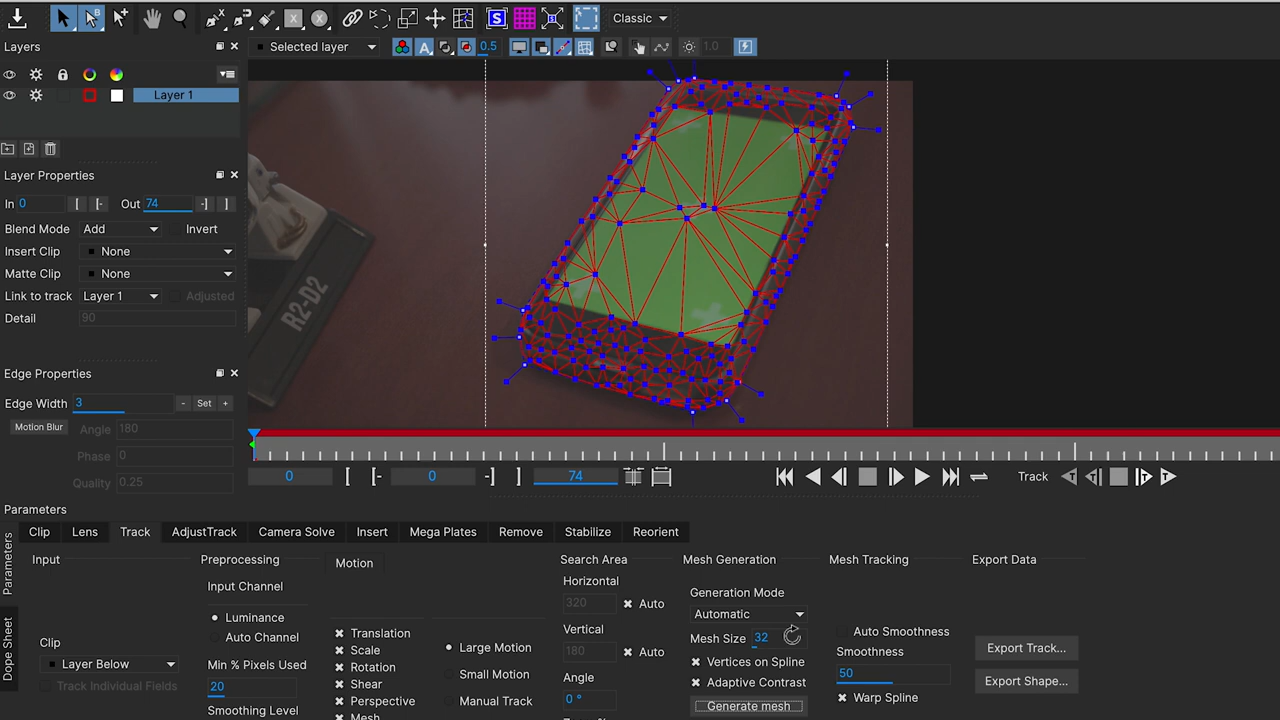 Classic
Layers
Selected layer
0.5
1.0
Layer 1
Layer Properties
In 0
Out 74
Blend Mode Add Invert
Insert Clip None
Matte Clip None
Link to track Layer 1 Adjusted
Detail 90
Edge Properties
Edge Width 3 - Set +
Motion Blur Angle 180
Phase 0
Quality 0.25
R2-D2
0 [ [- 0 -] ] 74
Track
Parameters
Parameters
Dope Sheet
Clip Lens Track AdjustTrack Camera Solve Insert Mega Plates Remove Stabilize Reorient
Input
Clip
Layer Below
Track Individual Fields
Preprocessing
Input Channel
Luminance
Auto Channel
Min % Pixels Used
20
Smoothing Level
Motion
Translation
Scale
Rotation
Shear
Perspective
Mesh
Large Motion
Small Motion
Manual Track
Search Area
Horizontal
320 Auto
Vertical
180 Auto
Angle
0 °
Mesh Generation
Generation Mode
Automatic
Mesh Size 32
Vertices on Spline
Adaptive Contrast
Generate mesh
Mesh Tracking
Auto Smoothness
Smoothness
50
Warp Spline
Export Data
Export Track...
Export Shape...